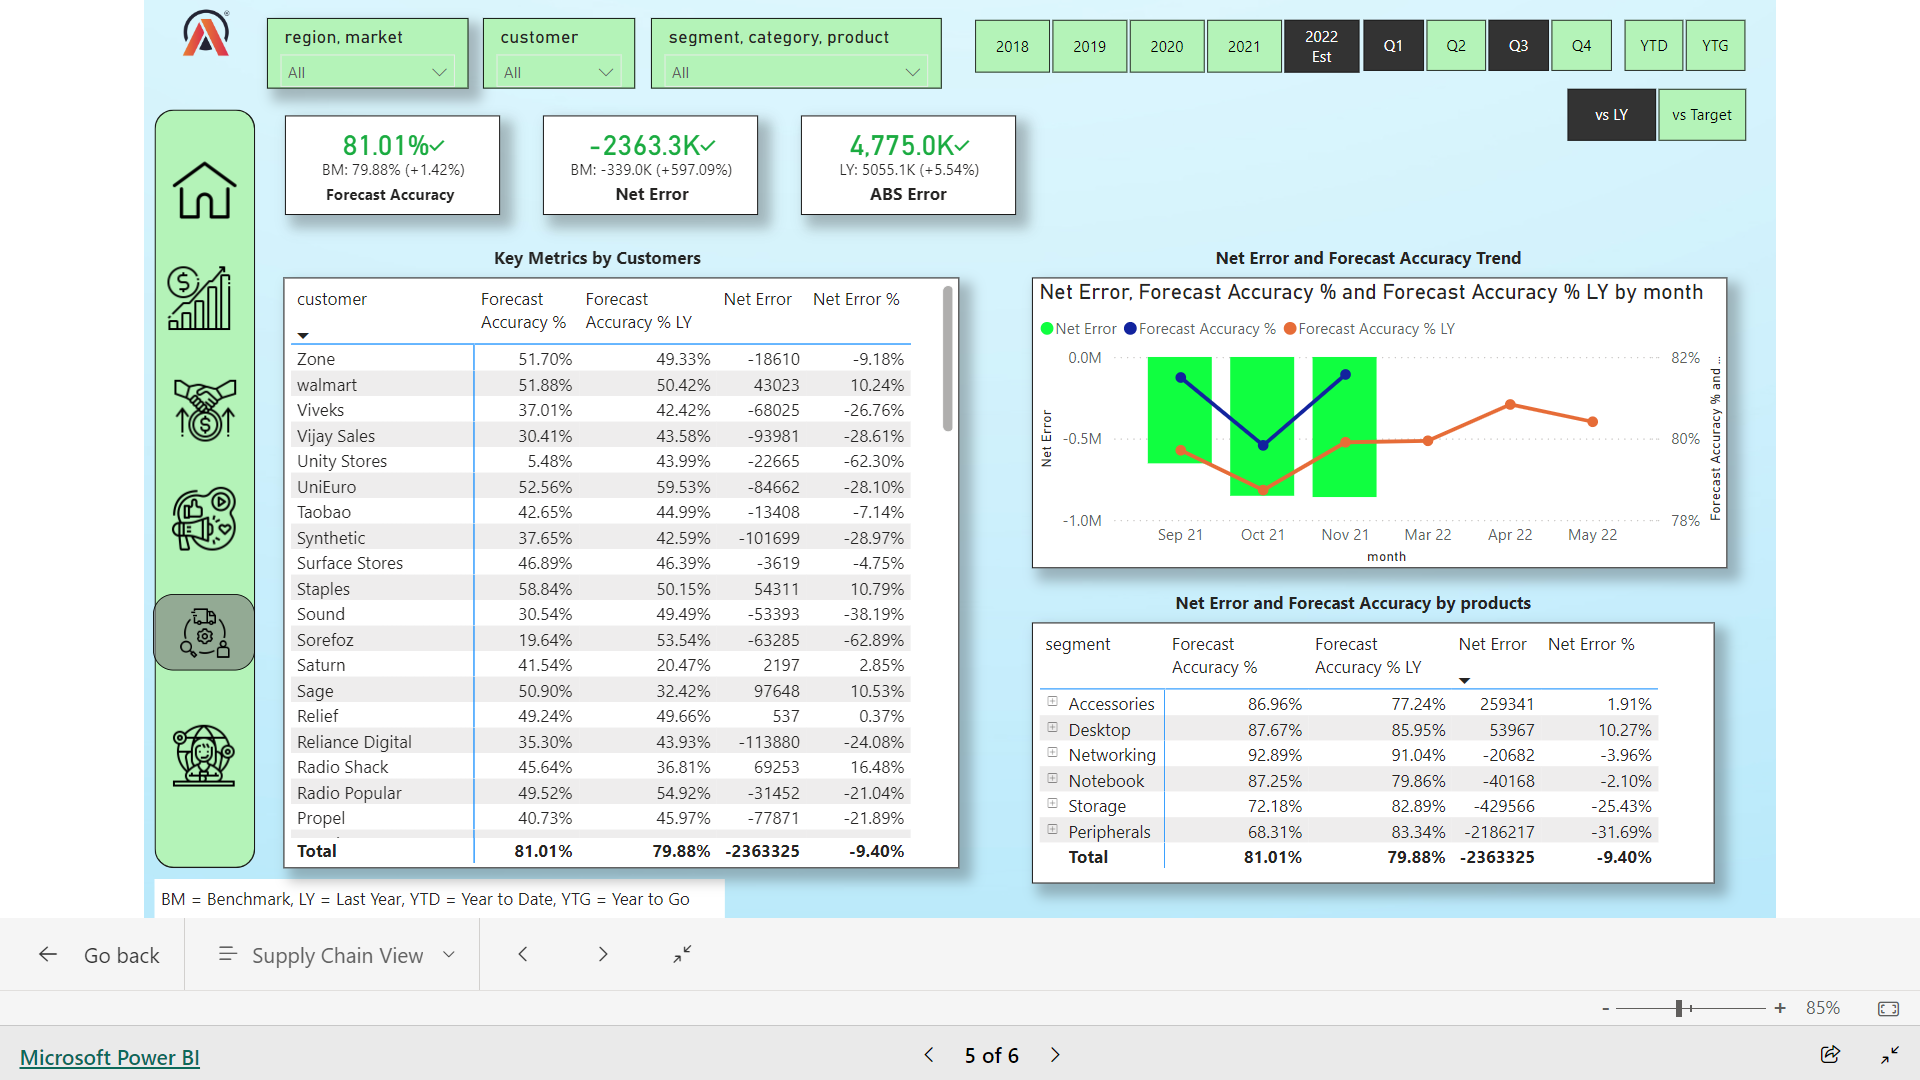 region, market
All
customer
All
segment, category, product
All
2018
2019
2020
2021
2022
Est
Q1
Q2
Q3
Q4
YTD
YTG
vs LY
vs Target
81.01%
BM: 79.88% (+1.42%)
Forecast Accuracy
-2363.3K
BM: -339.0K (+597.09%)
Net Error
4,775.0K
LY: 5055.1K (+5.54%)
ABS Error
Key Metrics by Customers
customer Forecast Accuracy % Forecast Accuracy % LY Net Error Net Error %
Zone 51.70% 49.33% -18610 -9.18%
walmart 51.88% 50.42% 43023 10.24%
Viveks 37.01% 42.42% -68025 -26.76%
Vijay Sales 30.41% 43.58% -93981 -28.61%
Unity Stores 5.48% 43.99% -22665 -62.30%
UniEuro 52.56% 59.53% -84662 -28.10%
Taobao 42.65% 44.99% -13408 -7.14%
Synthetic 37.65% 42.59% -101699 -28.97%
Surface Stores 46.89% 46.39% -3619 -4.75%
Staples 58.84% 50.15% 54311 10.79%
Sound 30.54% 49.49% -53393 -38.19%
Sorefoz 19.64% 53.54% -63285 -62.89%
Saturn 41.54% 20.47% 2197 2.85%
Sage 50.90% 32.42% 97648 10.53%
Relief 49.24% 49.66% 537 0.37%
Reliance Digital 35.30% 43.93% -113880 -24.08%
Radio Shack 45.64% 36.81% 69253 16.48%
Radio Popular 49.52% 54.92% -31452 -21.04%
Propel 40.73% 45.97% -77871 -21.89%
Total 81.01% 79.88% -2363325 -9.40%
Net Error and Forecast Accuracy Trend
Net Error, Forecast Accuracy % and Forecast Accuracy % LY by month
Net Error Forecast Accuracy % Forecast Accuracy % LY
0.0M
-0.5M
-1.0M
Net Error
82%
80%
78%
Forecast Accuracy % and ...
Sep 21 Oct 21 Nov 21 Mar 22 Apr 22 May 22
month
Net Error and Forecast Accuracy by products
segment Forecast Accuracy % Forecast Accuracy % LY Net Error Net Error %
Accessories 86.96% 77.24% 259341 1.91%
Desktop 87.67% 85.95% 53967 10.27%
Networking 92.89% 91.04% -20682 -3.96%
Notebook 87.25% 79.86% -40168 -2.10%
Storage 72.18% 82.89% -429566 -25.43%
Peripherals 68.31% 83.34% -2186217 -31.69%
Total 81.01% 79.88% -2363325 -9.40%
BM = Benchmark, LY = Last Year, YTD = Year to Date, YTG = Year to Go
Go back
Supply Chain View
- + 85%
Microsoft Power BI
5 of 6